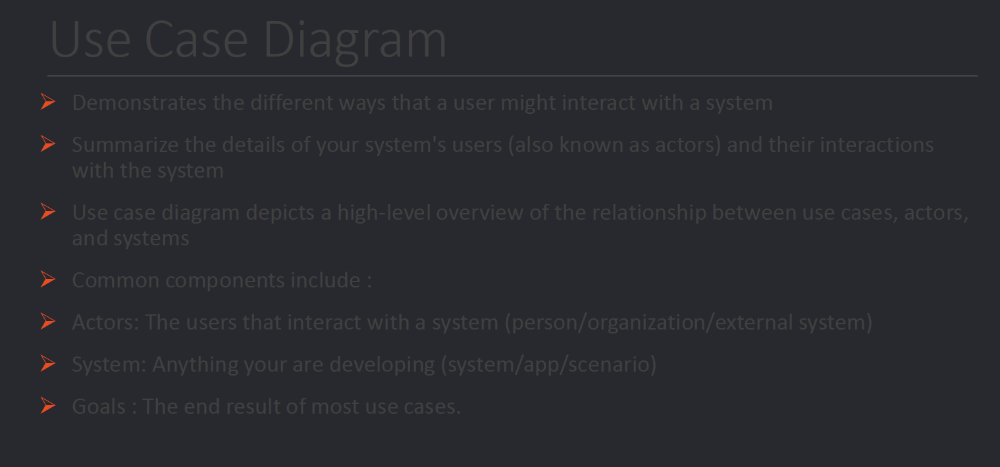 Use Case Diagram
Demonstrates the different ways that a user might interact with a system
Summarize the details of your system's users (also known as actors) and their interactions
with the system
Use case diagram depicts a high-level overview of the relationship between use cases, actors,
and systems
Common components include :
Actors: The users that interact with a system (person/organization/external system)
System: Anything your are developing (system/app/scenario)
Goals : The end result of most use cases.